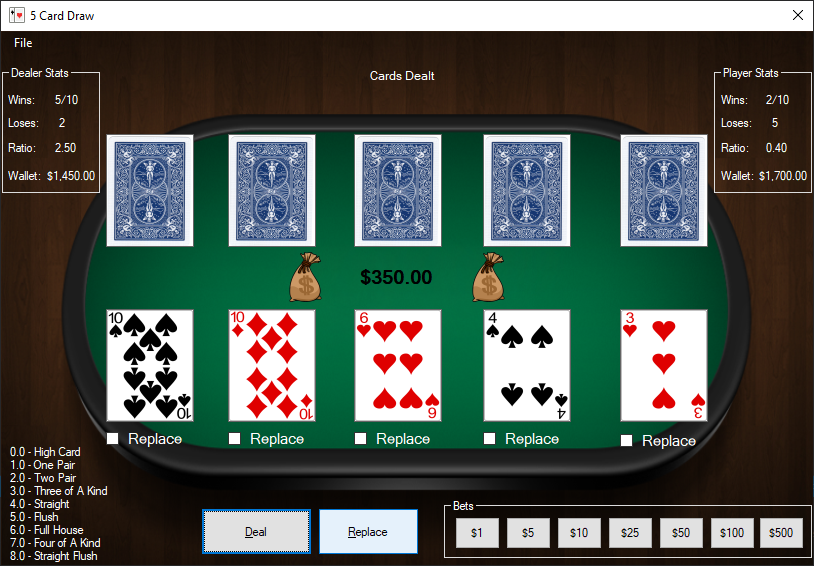 5 Card Draw
File
Dealer Stats
Wins: 5/10
Loses: 2
Ratio: 2.50
Wallet: $1,450.00
Cards Dealt
Player Stats
Wins: 2/10
Loses: 5
Ratio: 0.40
Wallet: $1,700.00
$
$350.00
$
10 10 6 4 3
10 10 6 4 3
Replace Replace Replace Replace Replace
0.0 - High Card
1.0 - One Pair
2.0 - Two Pair
3.0 - Three of A Kind
4.0 - Straight
5.0 - Flush
6.0 - Full House
7.0 - Four of A Kind
8.0 - Straight Flush
Deal
Replace
Bets
$1 $5 $10 $25 $50 $100 $500